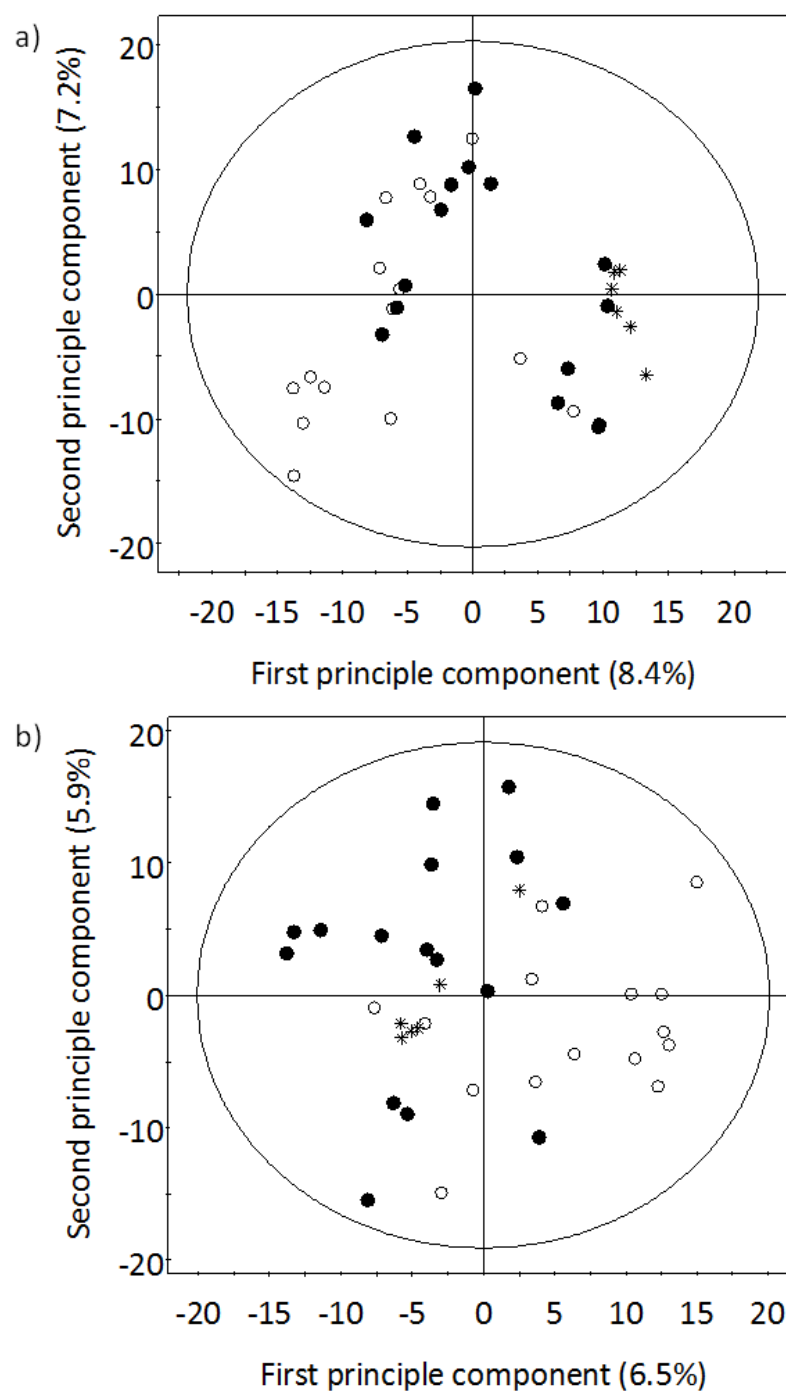 a)
Second principle component (7.2%)
20
10
0
-10
-20
-20 -15 -10 -5 0 5 10 15 20
First principle component (8.4%)
b)
Second principle component (5.9%)
20
10
0
-10
-20
-20 -15 -10 -5 0 5 10 15 20
First principle component (6.5%)